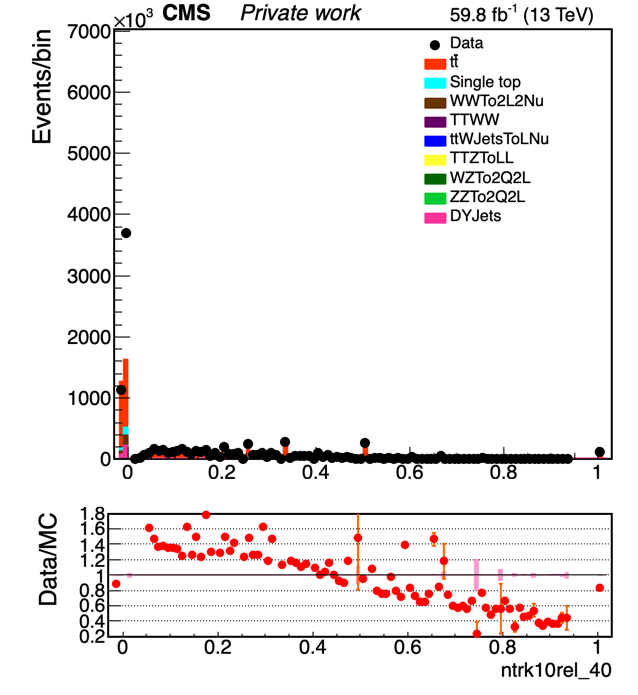 ×10³ CMS Private work 59.8 fb⁻¹ (13 TeV)
Events/bin
7000
6000
5000
4000
3000
2000
1000
0
Data
tt̄
Single top
WWTo2L2Nu
TTWW
ttWJetsToLNu
TTZToLL
WZTo2Q2L
ZZTo2Q2L
DYJets
0 0.2 0.4 0.6 0.8 1
Data/MC
1.8
1.6
1.4
1.2
1
0.8
0.6
0.4
0.2
0 0.2 0.4 0.6 0.8 1
ntrk10rel_40